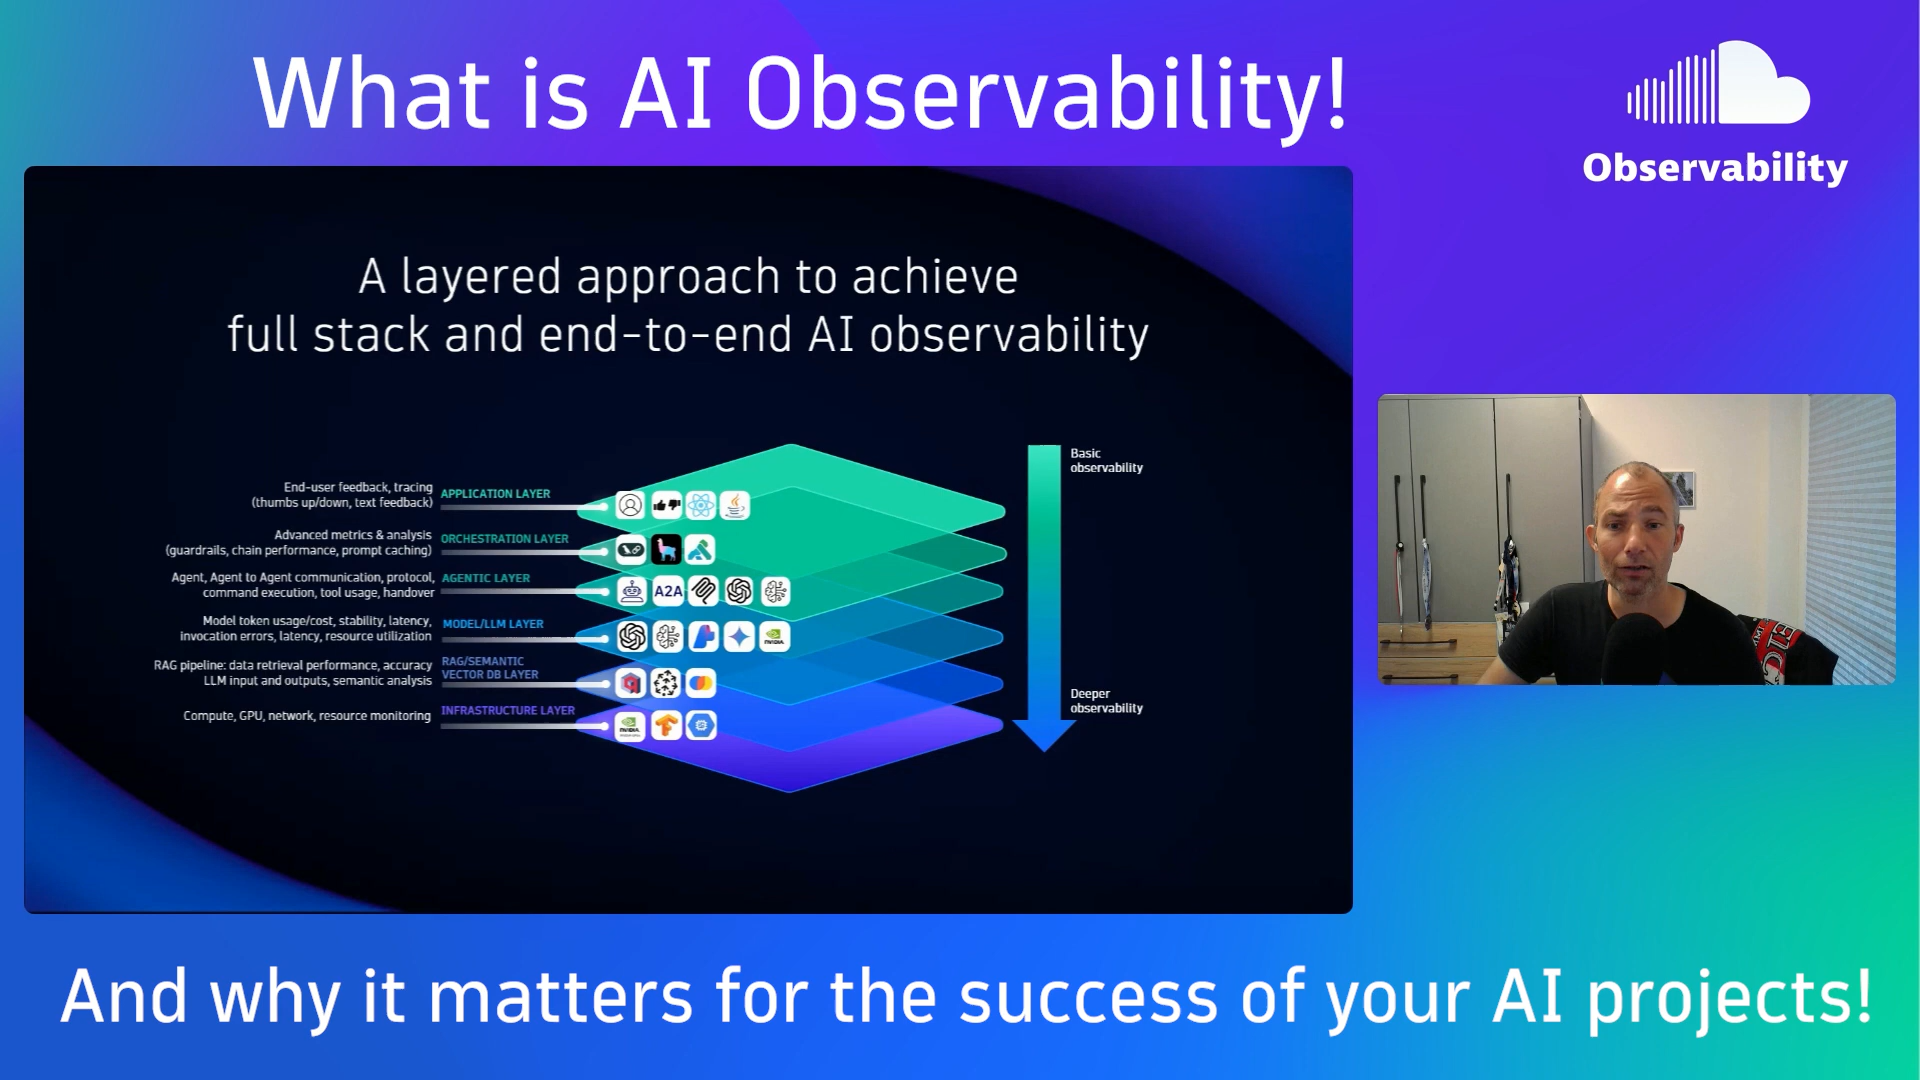 What is AI Observability!
Observability
A layered approach to achieve
full stack and end-to-end AI observability
Basic
observability
End-user feedback, tracing
(thumbs up/down, text feedback)
APPLICATION LAYER
Advanced metrics & analysis
(guardrails, chain performance, prompt caching)
ORCHESTRATION LAYER
Agent, Agent to Agent communication, protocol,
command execution, tool usage, handover
AGENTIC LAYER
A2A
Model token usage/cost, stability, latency,
invocation errors, latency, resource utilization
MODEL/LLM LAYER
NVIDIA
RAG pipeline: data retrieval performance, accuracy
LLM input and outputs, semantic analysis
RAG/SEMANTIC
VECTOR DB LAYER
Compute, GPU, network, resource monitoring
INFRASTRUCTURE LAYER
NVIDIA
Deeper
observability
And why it matters for the success of your AI projects!